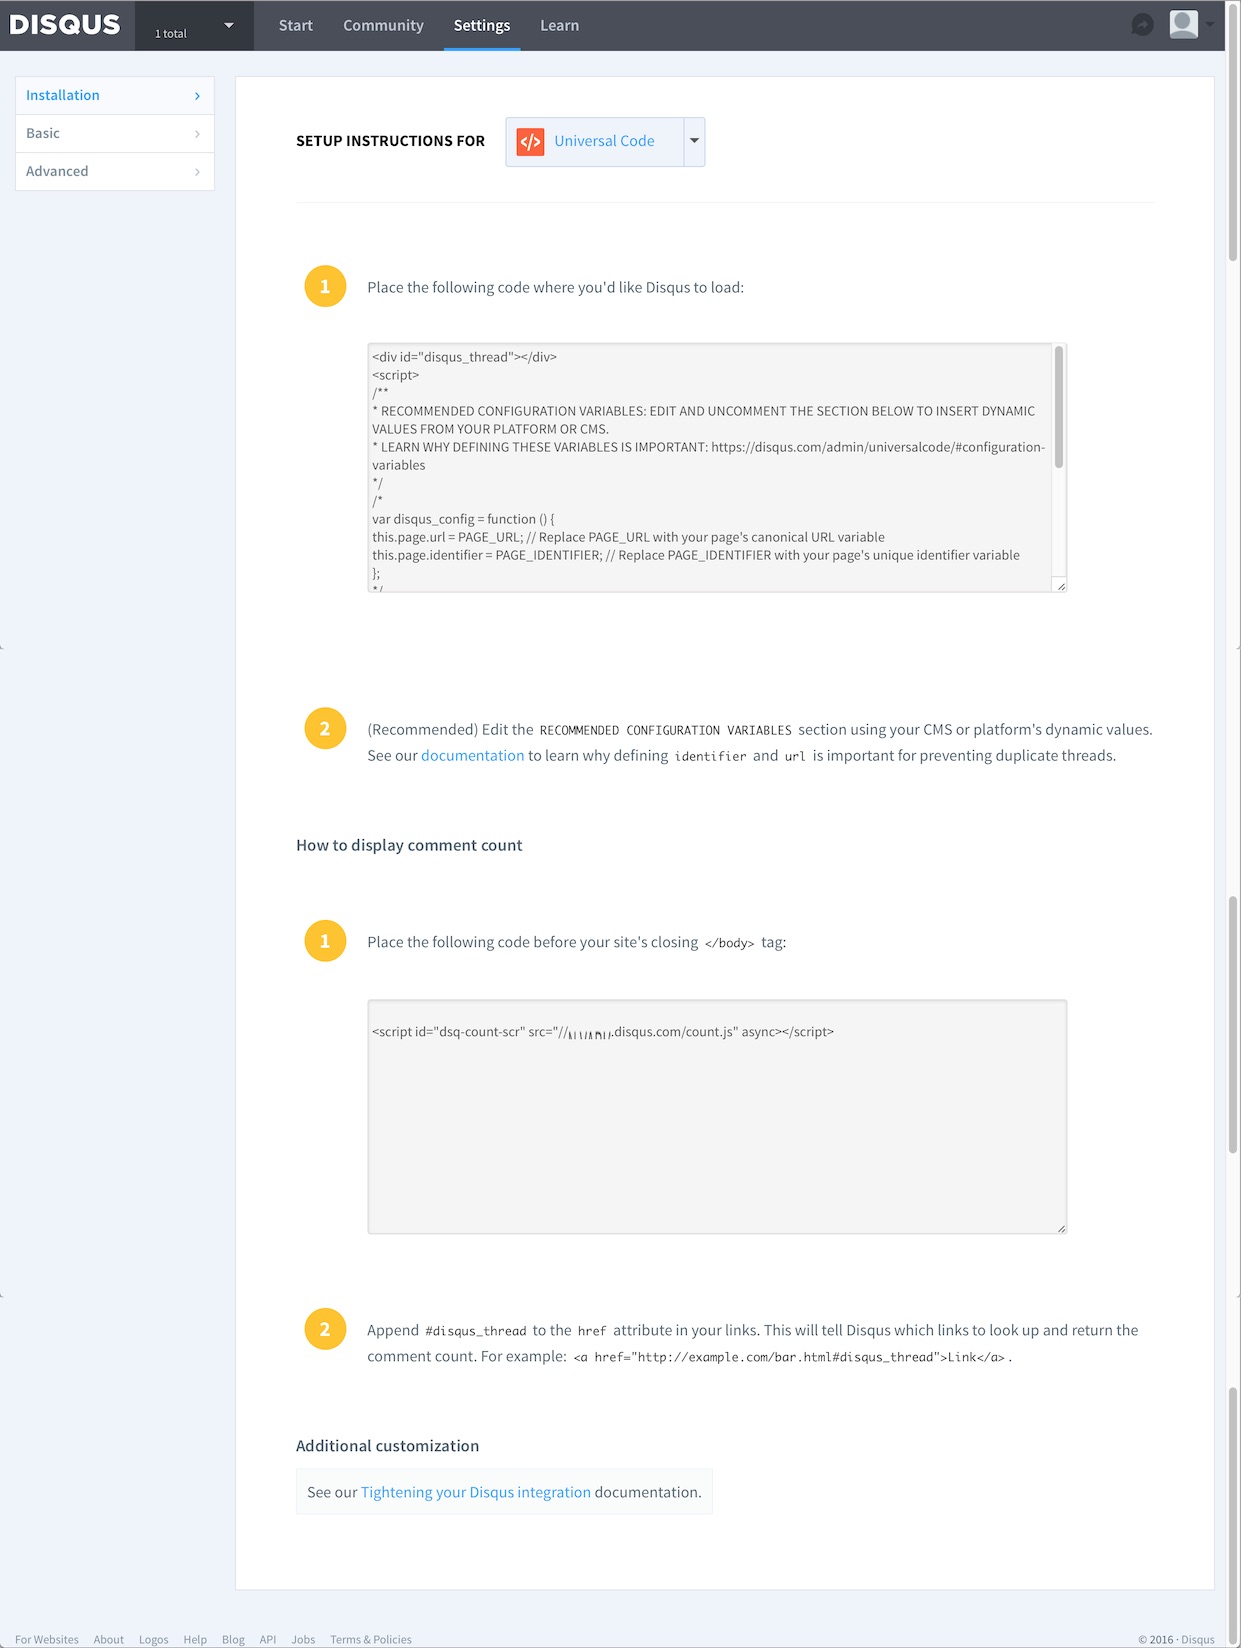 DISQUS
1 total
Start
Community
Settings
Learn
Installation
Basic
Advanced
SETUP INSTRUCTIONS FOR
</> Universal Code
1
Place the following code where you'd like Disqus to load:
<div id="disqus_thread"></div>
<script>
/**
* RECOMMENDED CONFIGURATION VARIABLES: EDIT AND UNCOMMENT THE SECTION BELOW TO INSERT DYNAMIC
VALUES FROM YOUR PLATFORM OR CMS.
* LEARN WHY DEFINING THESE VARIABLES IS IMPORTANT: https://disqus.com/admin/universalcode/#configuration-
variables
*/
/*
var disqus_config = function () {
this.page.url = PAGE_URL; // Replace PAGE_URL with your page's canonical URL variable
this.page.identifier = PAGE_IDENTIFIER; // Replace PAGE_IDENTIFIER with your page's unique identifier variable
};
*/
2
(Recommended) Edit the RECOMMENDED CONFIGURATION VARIABLES section using your CMS or platform's dynamic values.
See our documentation to learn why defining identifier and url is important for preventing duplicate threads.
How to display comment count
1
Place the following code before your site's closing </body> tag:
<script id="dsq-count-scr" src="//.disqus.com/count.js" async></script>
2
Append #disqus_thread to the href attribute in your links. This will tell Disqus which links to look up and return the
comment count. For example: <a href="http://example.com/bar.html#disqus_thread">Link</a>.
Additional customization
See our Tightening your Disqus integration documentation.
For Websites
About
Logos
Help
Blog
API
Jobs
Terms & Policies
© 2016 · Disqus